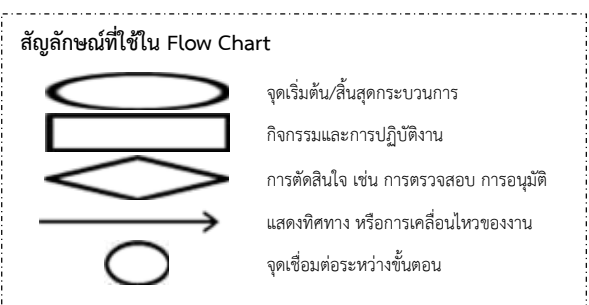 สัญลักษณ์ที่ใช้ใน Flow Chart
จุดเริ่มต้น/สิ้นสุดกระบวนการ
กิจกรรมและการปฏิบัติงาน
การตัดสินใจ เช่น การตรวจสอบ การอนุมัติ
แสดงทิศทาง หรือการเคลื่อนไหวของงาน
จุดเชื่อมต่อระหว่างขั้นตอน